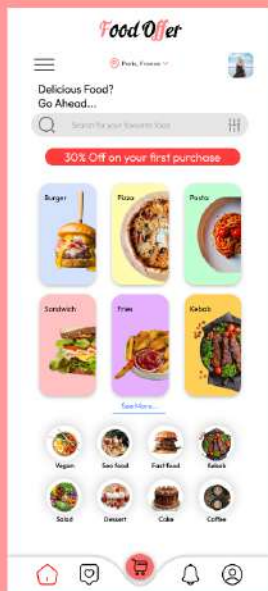 Food Offer
Paris, France
Delicious Food?
Go Ahead...
Search for your favourite food
30% Off on your first purchase
Burger
Pizza
Pasta
Sandwich
Fries
Kebab
See More...
Vegan
Sea food
Fast food
Kebab
Salad
Dessert
Cake
Coffee